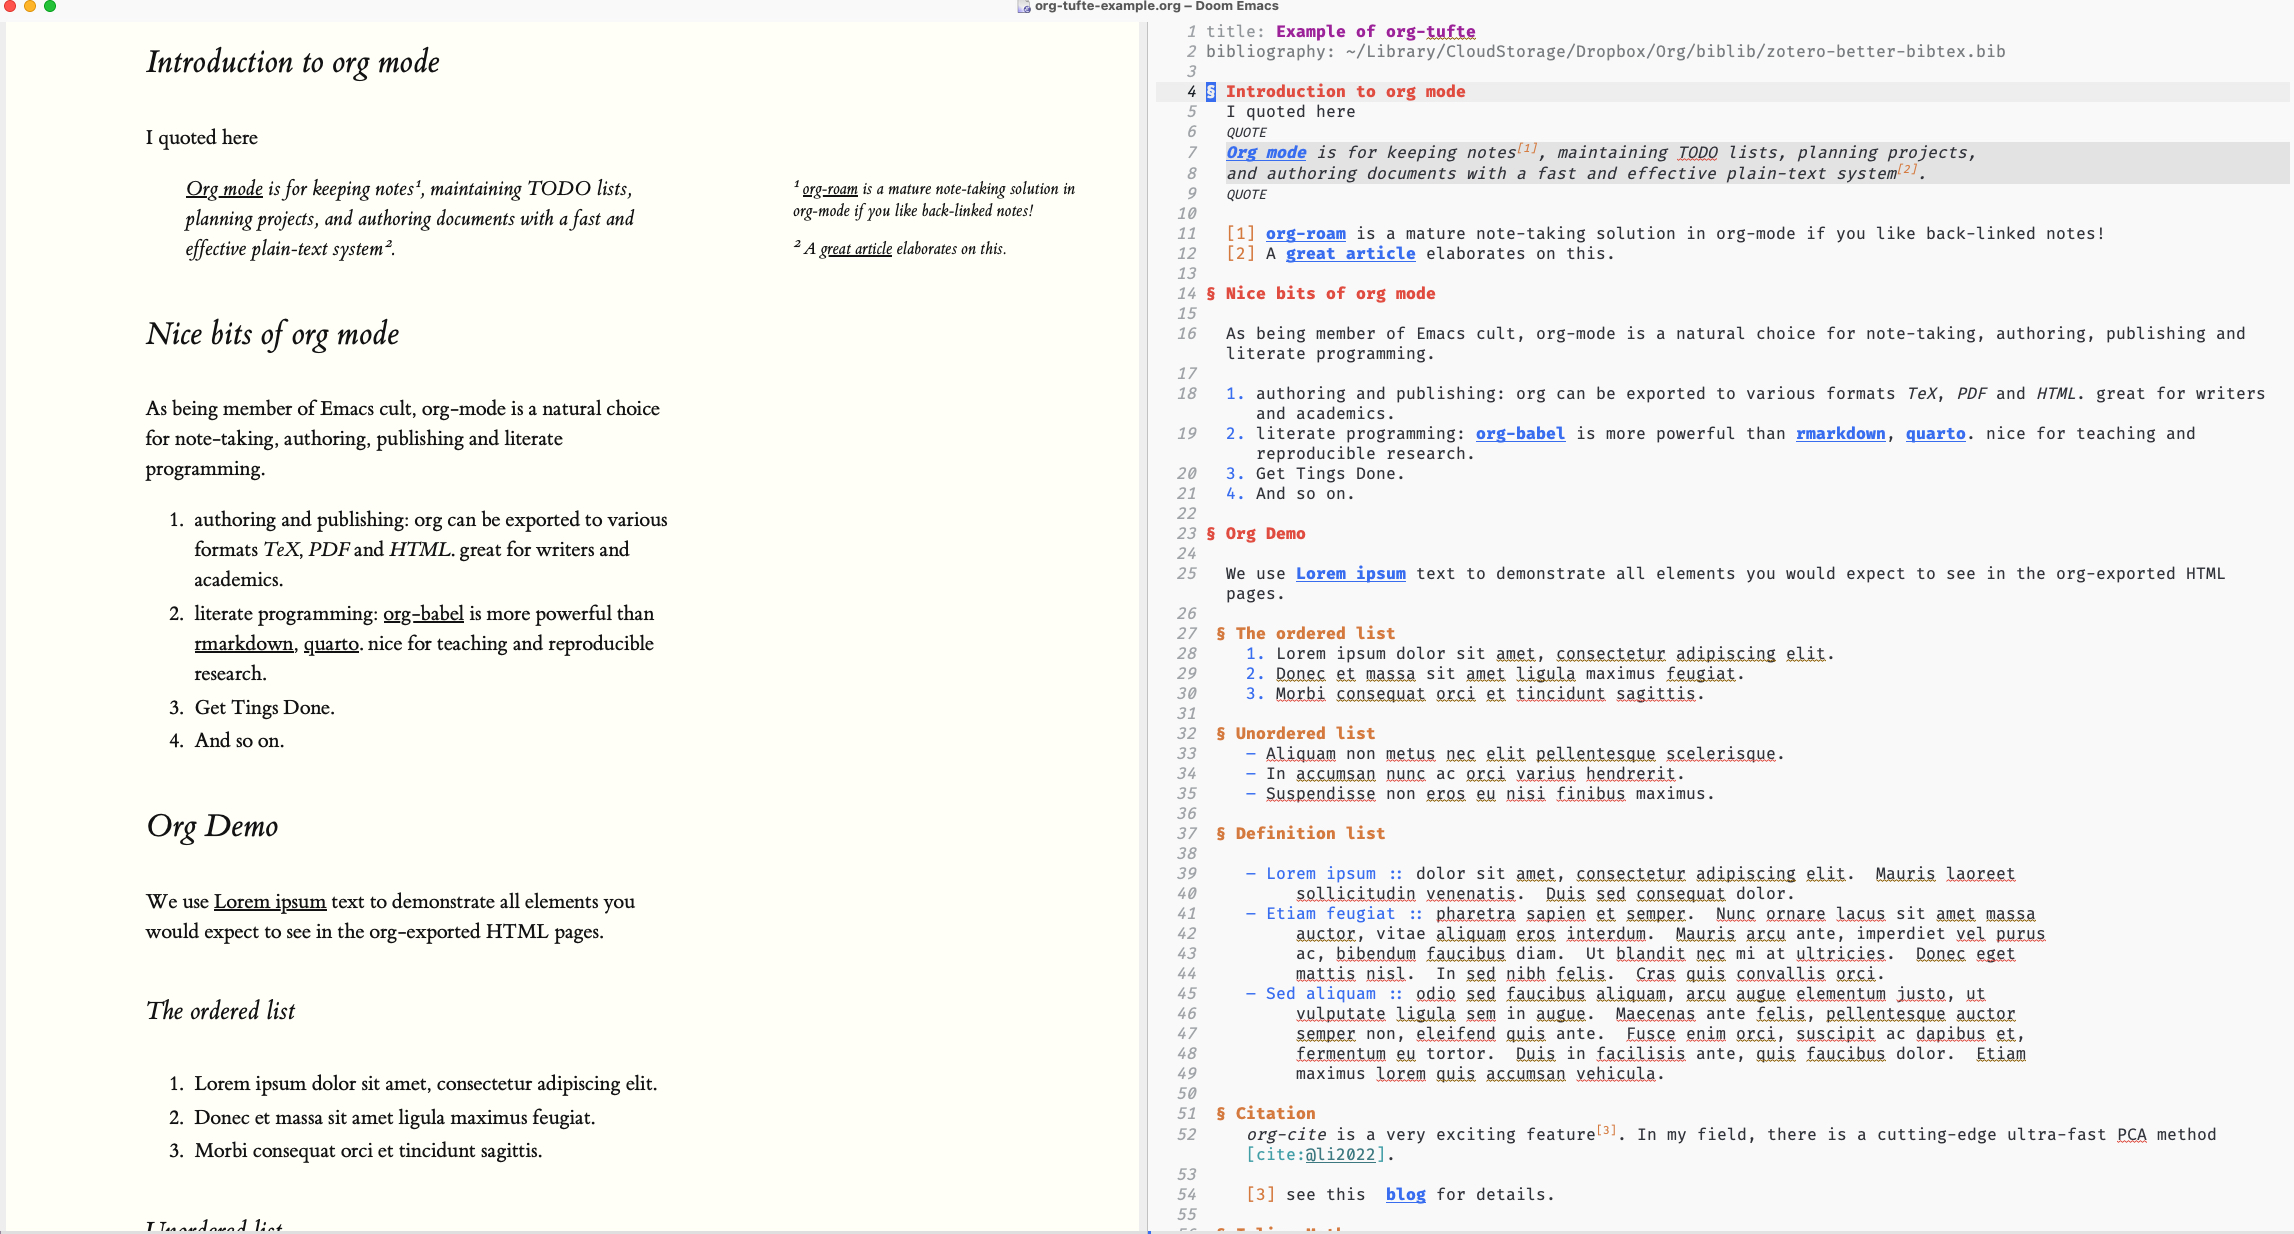 org-tufte-example.org – Doom Emacs
Introduction to org mode
I quoted here
Org mode is for keeping notes¹, maintaining TODO lists,
planning projects, and authoring documents with a fast and
effective plain-text system².
¹ org-roam is a mature note-taking solution in
org-mode if you like back-linked notes!
² A great article elaborates on this.
Nice bits of org mode
As being member of Emacs cult, org-mode is a natural choice
for note-taking, authoring, publishing and literate
programming.
1. authoring and publishing: org can be exported to various
formats TeX, PDF and HTML. great for writers and
academics.
2. literate programming: org-babel is more powerful than
rmarkdown, quarto. nice for teaching and reproducible
research.
3. Get Tings Done.
4. And so on.
Org Demo
We use Lorem ipsum text to demonstrate all elements you
would expect to see in the org-exported HTML pages.
The ordered list
1. Lorem ipsum dolor sit amet, consectetur adipiscing elit.
2. Donec et massa sit amet ligula maximus feugiat.
3. Morbi consequat orci et tincidunt sagittis.
Unordered list
1 title: Example of org-tufte
2 bibliography: ~/Library/CloudStorage/Dropbox/Org/biblib/zotero-better-bibtex.bib
3
4 § Introduction to org mode
5 I quoted here
6 QUOTE
7 Org mode is for keeping notes[1], maintaining TODO lists, planning projects,
8 and authoring documents with a fast and effective plain-text system[2].
9 QUOTE
10
11 [1] org-roam is a mature note-taking solution in org-mode if you like back-linked notes!
12 [2] A great article elaborates on this.
13
14 § Nice bits of org mode
15
16 As being member of Emacs cult, org-mode is a natural choice for note-taking, authoring, publishing and
literate programming.
17
18 1. authoring and publishing: org can be exported to various formats TeX, PDF and HTML. great for writers
and academics.
19 2. literate programming: org-babel is more powerful than rmarkdown, quarto. nice for teaching and
reproducible research.
20 3. Get Tings Done.
21 4. And so on.
22
23 § Org Demo
24
25 We use Lorem ipsum text to demonstrate all elements you would expect to see in the org-exported HTML
pages.
26
27 § The ordered list
28 1. Lorem ipsum dolor sit amet, consectetur adipiscing elit.
29 2. Donec et massa sit amet ligula maximus feugiat.
30 3. Morbi consequat orci et tincidunt sagittis.
31
32 § Unordered list
33 – Aliquam non metus nec elit pellentesque scelerisque.
34 – In accumsan nunc ac orci varius hendrerit.
35 – Suspendisse non eros eu nisi finibus maximus.
36
37 § Definition list
38
39 – Lorem ipsum :: dolor sit amet, consectetur adipiscing elit. Mauris laoreet
40 sollicitudin venenatis. Duis sed consequat dolor.
41 – Etiam feugiat :: pharetra sapien et semper. Nunc ornare lacus sit amet massa
42 auctor, vitae aliquam eros interdum. Mauris arcu ante, imperdiet vel purus
43 ac, bibendum faucibus diam. Ut blandit nec mi at ultricies. Donec eget
44 mattis nisl. In sed nibh felis. Cras quis convallis orci.
45 – Sed aliquam :: odio sed faucibus aliquam, arcu augue elementum justo, ut
46 vulputate ligula sem in augue. Maecenas ante felis, pellentesque auctor
47 semper non, eleifend quis ante. Fusce enim orci, suscipit ac dapibus et,
48 fermentum eu tortor. Duis in facilisis ante, quis faucibus dolor. Etiam
49 maximus lorem quis accumsan vehicula.
50
51 § Citation
52 org-cite is a very exciting feature[3]. In my field, there is a cutting-edge ultra-fast PCA method
[cite:@li2022].
53
54 [3] see this blog for details.
55